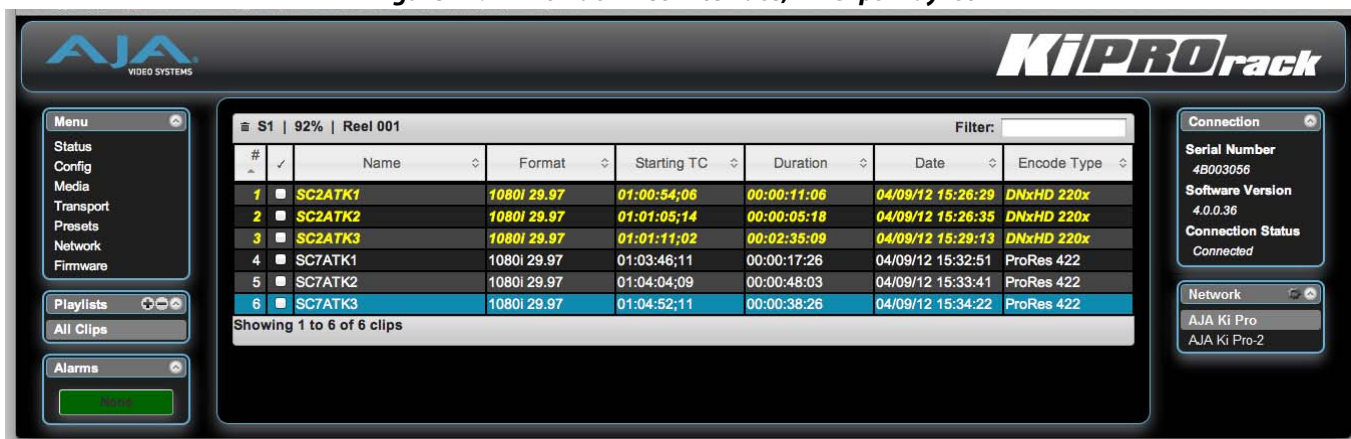 AJA
VIDEO SYSTEMS
KiPROrack
Menu
Status
Config
Media
Transport
Presets
Network
Firmware
Playlists
All Clips
Alarms
None
S1 | 92% | Reel 001 Filter:
# ✓ Name Format Starting TC Duration Date Encode Type
1 SC2ATK1 1080i 29.97 01:00:54;06 00:00:11:06 04/09/12 15:26:29 DNxHD 220x
2 SC2ATK2 1080i 29.97 01:01:05;14 00:00:05:18 04/09/12 15:26:35 DNxHD 220x
3 SC2ATK3 1080i 29.97 01:01:11;02 00:02:35:09 04/09/12 15:29:13 DNxHD 220x
4 SC7ATK1 1080i 29.97 01:03:46;11 00:00:17:26 04/09/12 15:32:51 ProRes 422
5 SC7ATK2 1080i 29.97 01:04:04;09 00:00:48:03 04/09/12 15:33:41 ProRes 422
6 SC7ATK3 1080i 29.97 01:04:52;11 00:00:38:26 04/09/12 15:34:22 ProRes 422
Showing 1 to 6 of 6 clips
Connection
Serial Number
4B003056
Software Version
4.0.0.36
Connection Status
Connected
Network
AJA Ki Pro
AJA Ki Pro-2